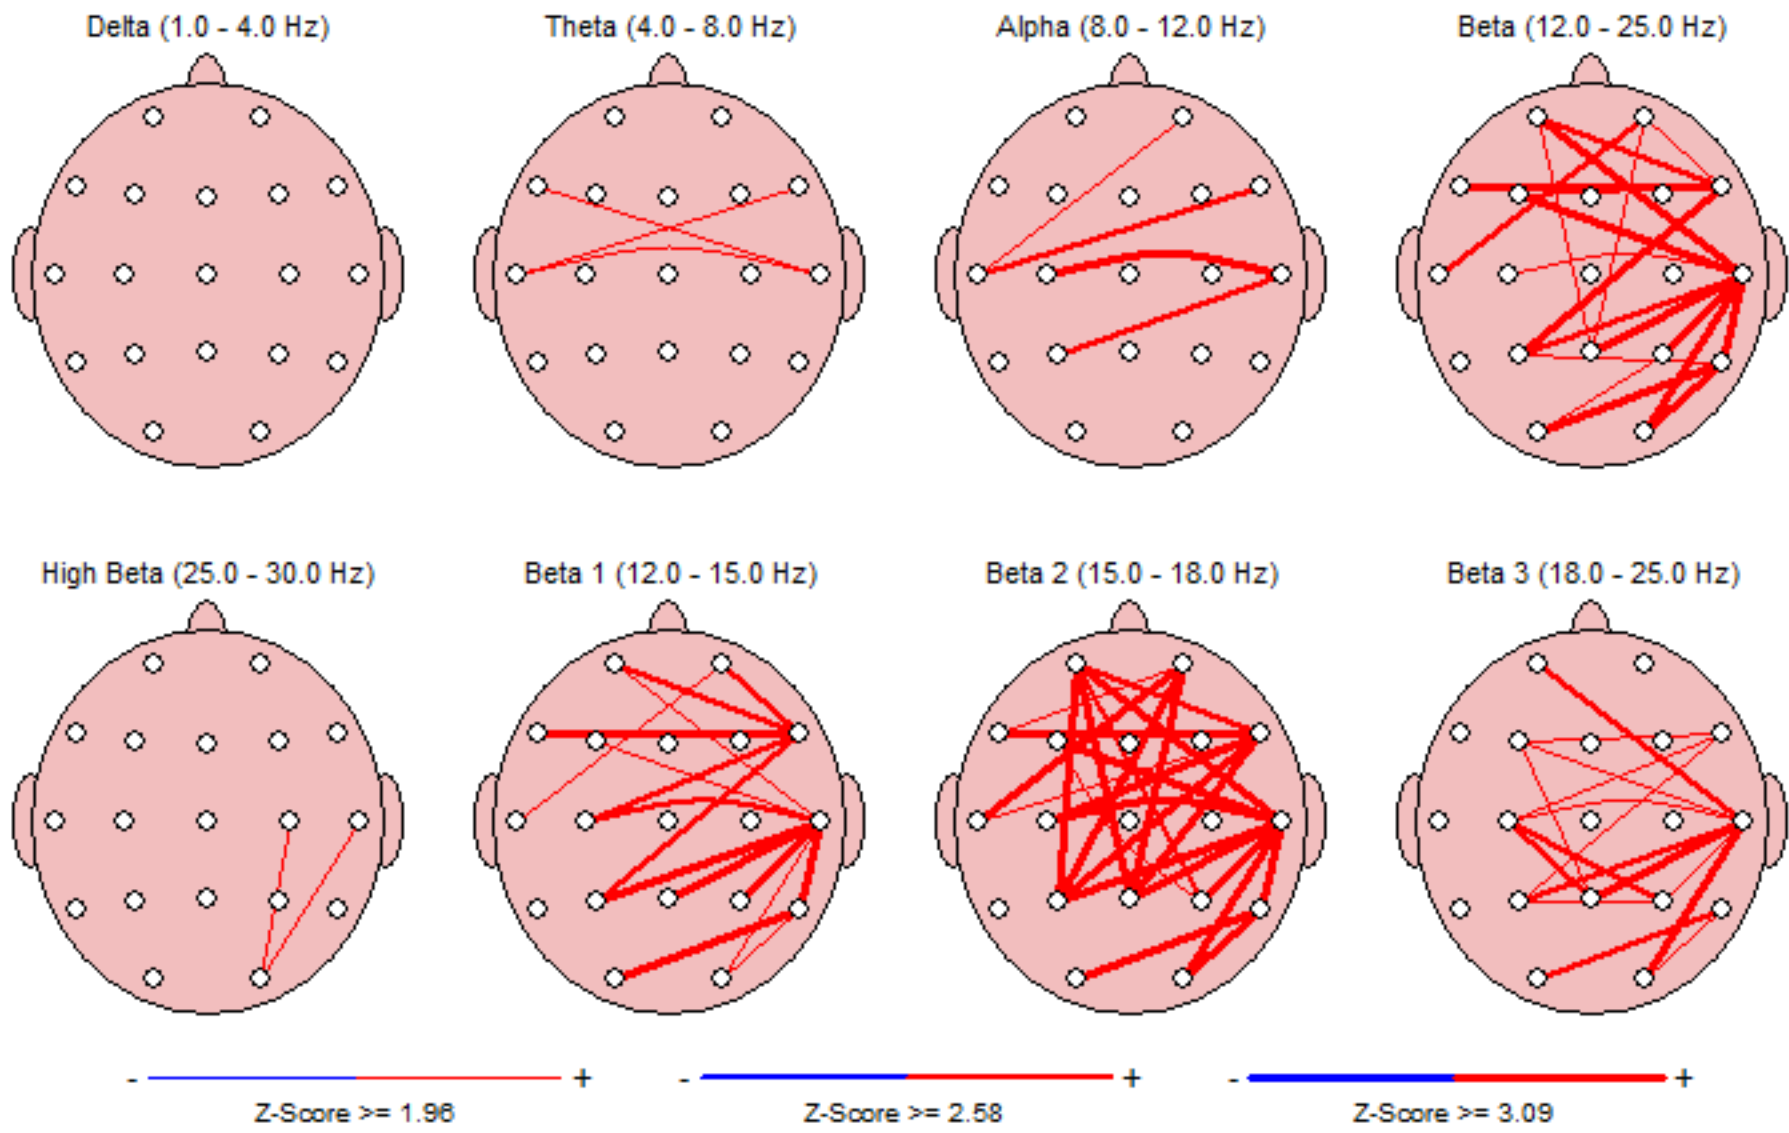 Delta (1.0 - 4.0 Hz)
Theta (4.0 - 8.0 Hz)
Alpha (8.0 - 12.0 Hz)
Beta (12.0 - 25.0 Hz)
High Beta (25.0 - 30.0 Hz)
Beta 1 (12.0 - 15.0 Hz)
Beta 2 (15.0 - 18.0 Hz)
Beta 3 (18.0 - 25.0 Hz)
- +
- +
- +
Z-Score >= 1.96
Z-Score >= 2.58
Z-Score >= 3.09